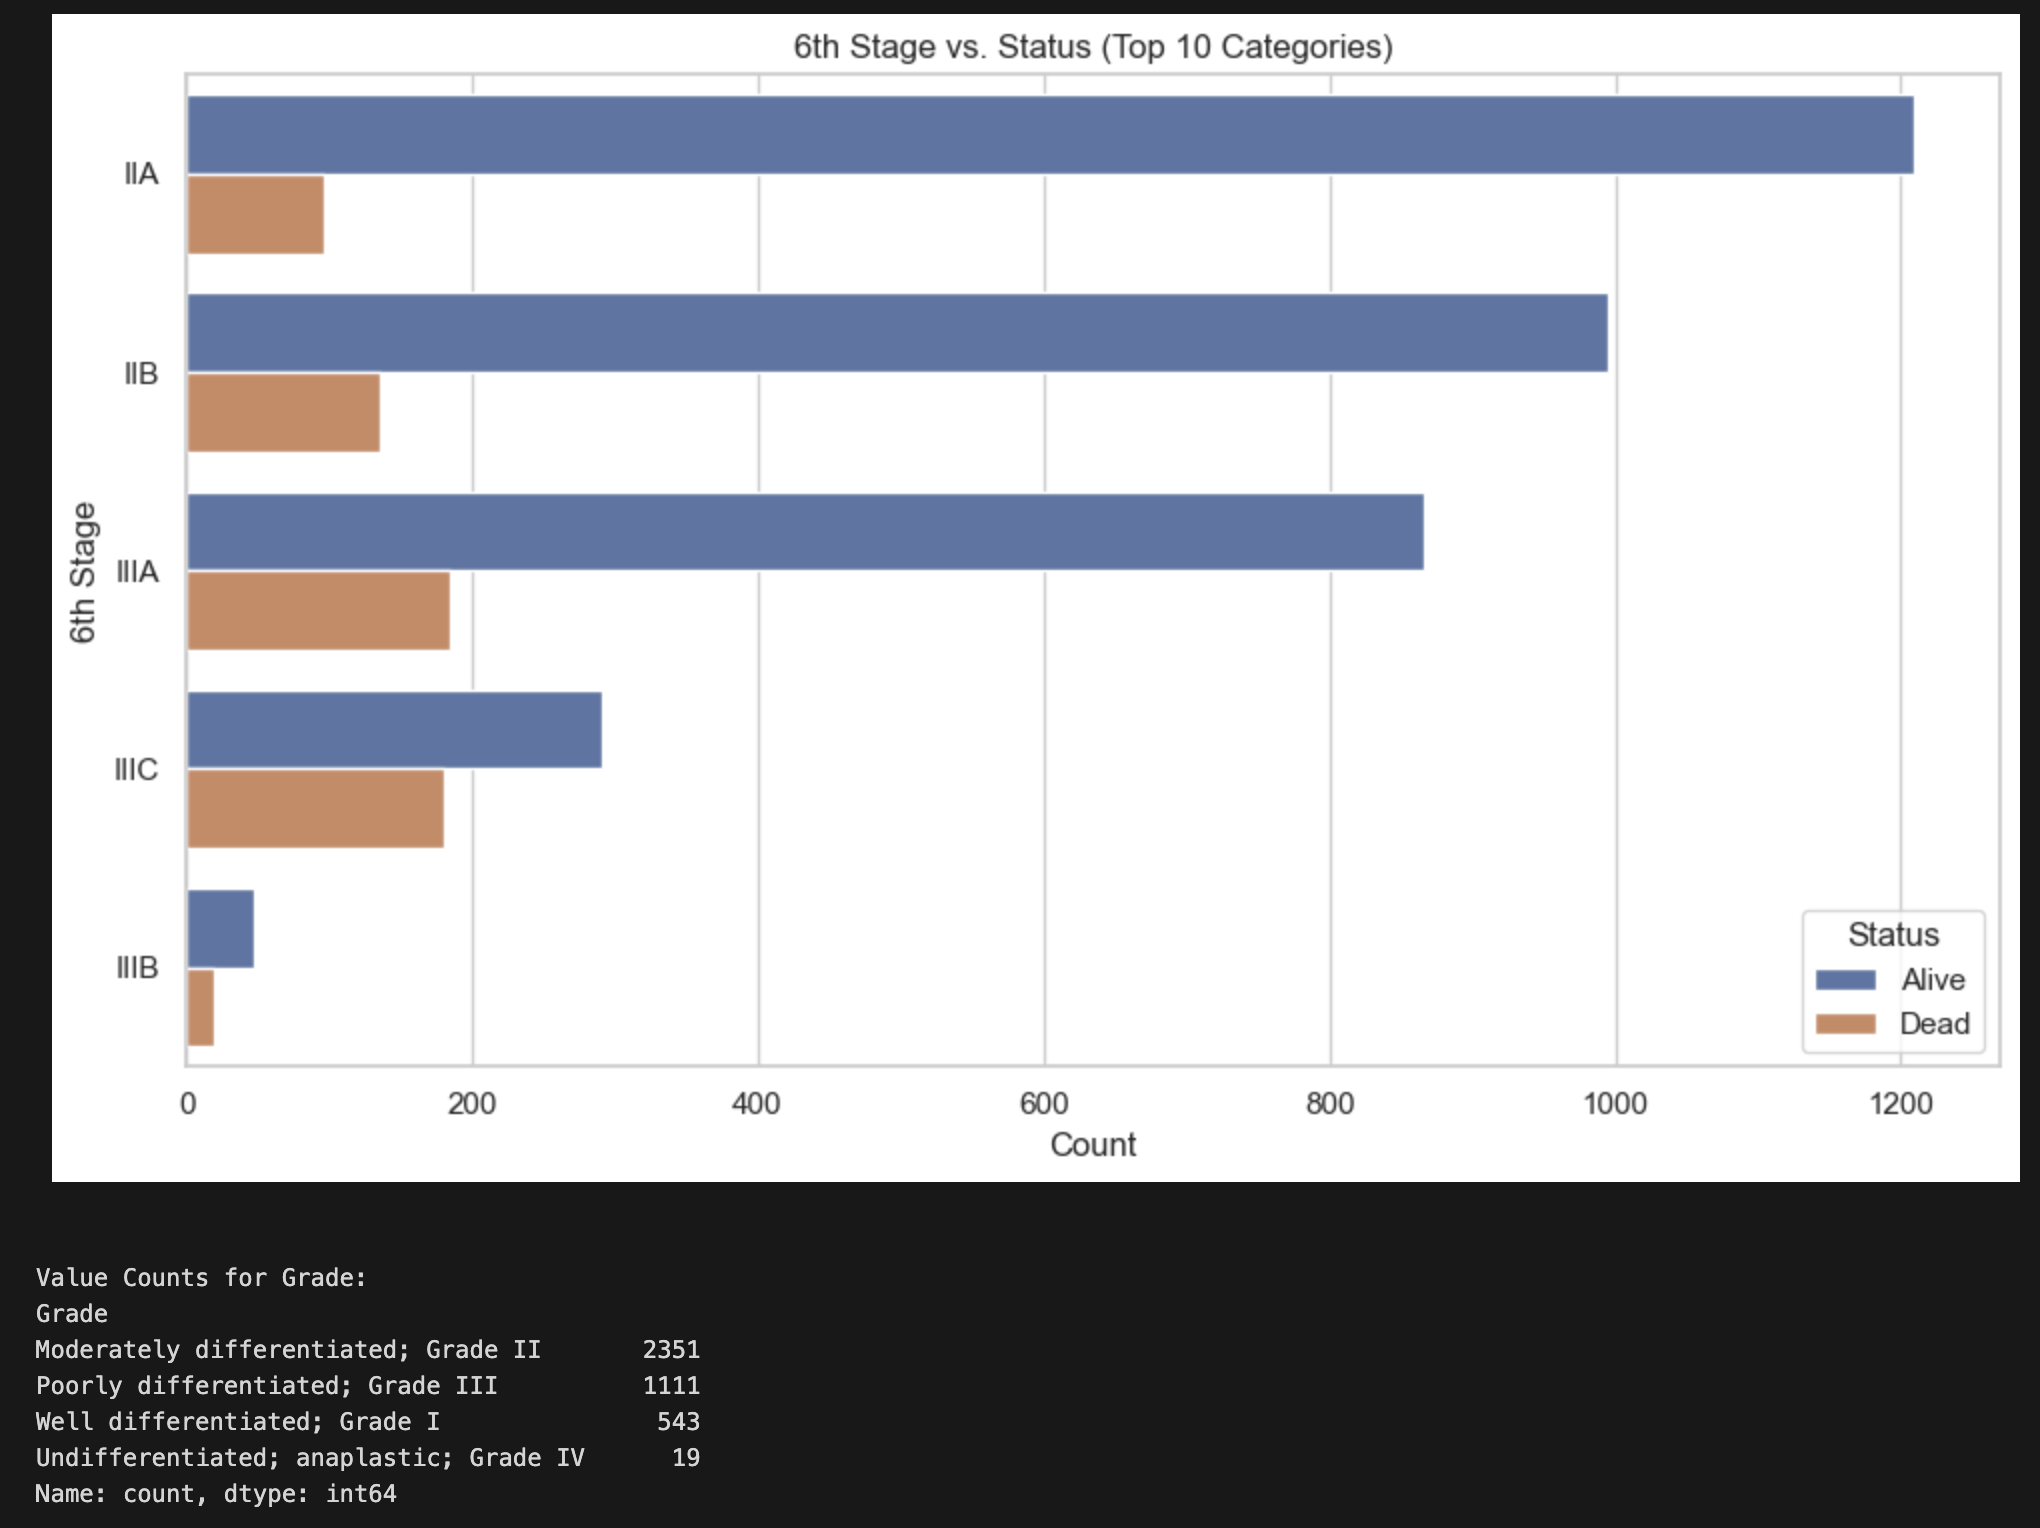 6th Stage vs. Status (Top 10 Categories)
IIA
IIB
IIIA
IIIC
IIIB
6th Stage
0 200 400 600 800 1000 1200
Count
Status
Alive
Dead
Value Counts for Grade:
Grade
Moderately differentiated; Grade II 2351
Poorly differentiated; Grade III 1111
Well differentiated; Grade I 543
Undifferentiated; anaplastic; Grade IV 19
Name: count, dtype: int64